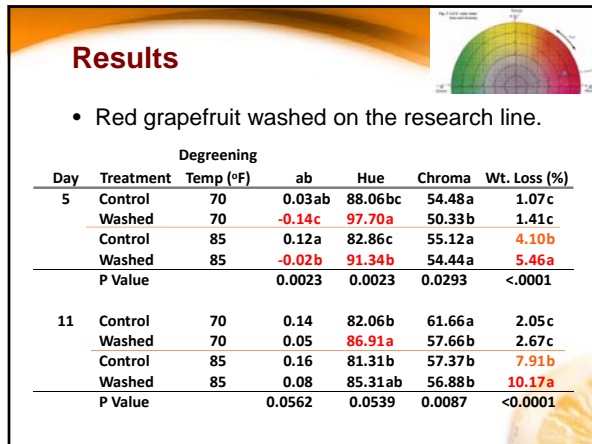 Results
• Red grapefruit washed on the research line.
Degreening
Day Treatment Temp (ºF) ab Hue Chroma Wt. Loss (%)
5 Control 70 0.03ab 88.06bc 54.48a 1.07c
Washed 70 -0.14c 97.70a 50.33b 1.41c
Control 85 0.12a 82.86c 55.12a 4.10b
Washed 85 -0.02b 91.34b 54.44a 5.46a
P Value 0.0023 0.0023 0.0293 <.0001
11 Control 70 0.14 82.06b 61.66a 2.05c
Washed 70 0.05 86.91a 57.66b 2.67c
Control 85 0.16 81.31b 57.37b 7.91b
Washed 85 0.08 85.31ab 56.88b 10.17a
P Value 0.0562 0.0539 0.0087 <0.0001